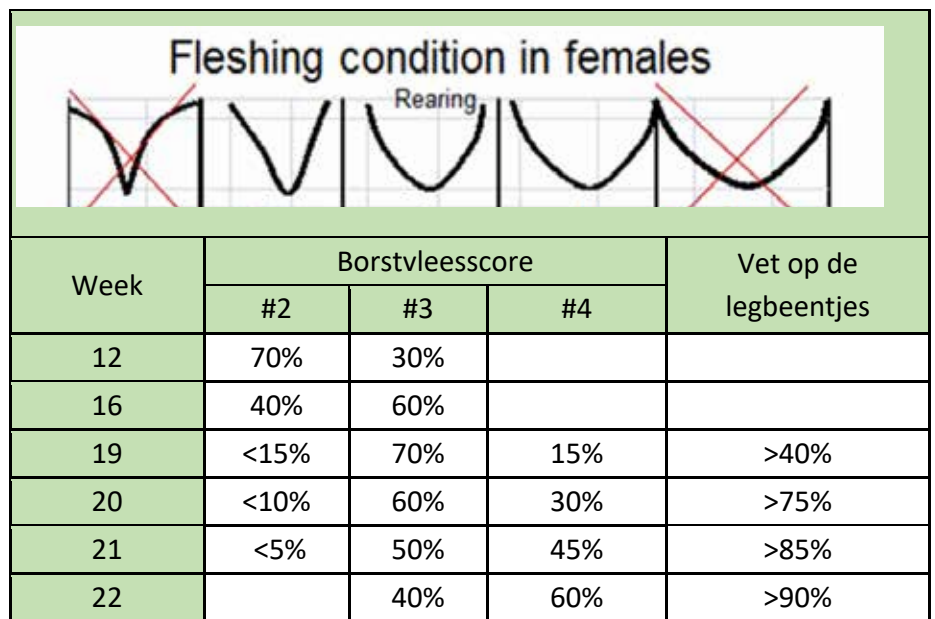 Fleshing condition in females
Rearing
Week
Borstvleesscore
Vet op de
legbeentjes
#2 #3 #4
12 70% 30%
16 40% 60%
19 <15% 70% 15% >40%
20 <10% 60% 30% >75%
21 <5% 50% 45% >85%
22 40% 60% >90%